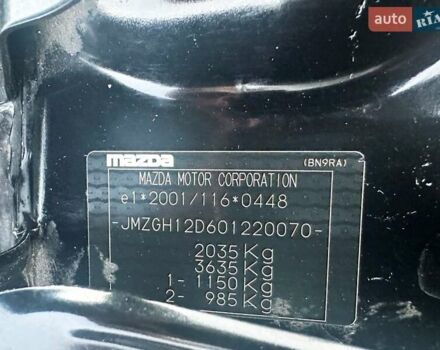 auto RIA
mazda (BN9RA)
MAZDA MOTOR CORPORATION
e1*2001/116*0448
-JMZGH12D601220070-
2035 Kg
3635 Kg
1- 1150 Kg
2- 985 Kg